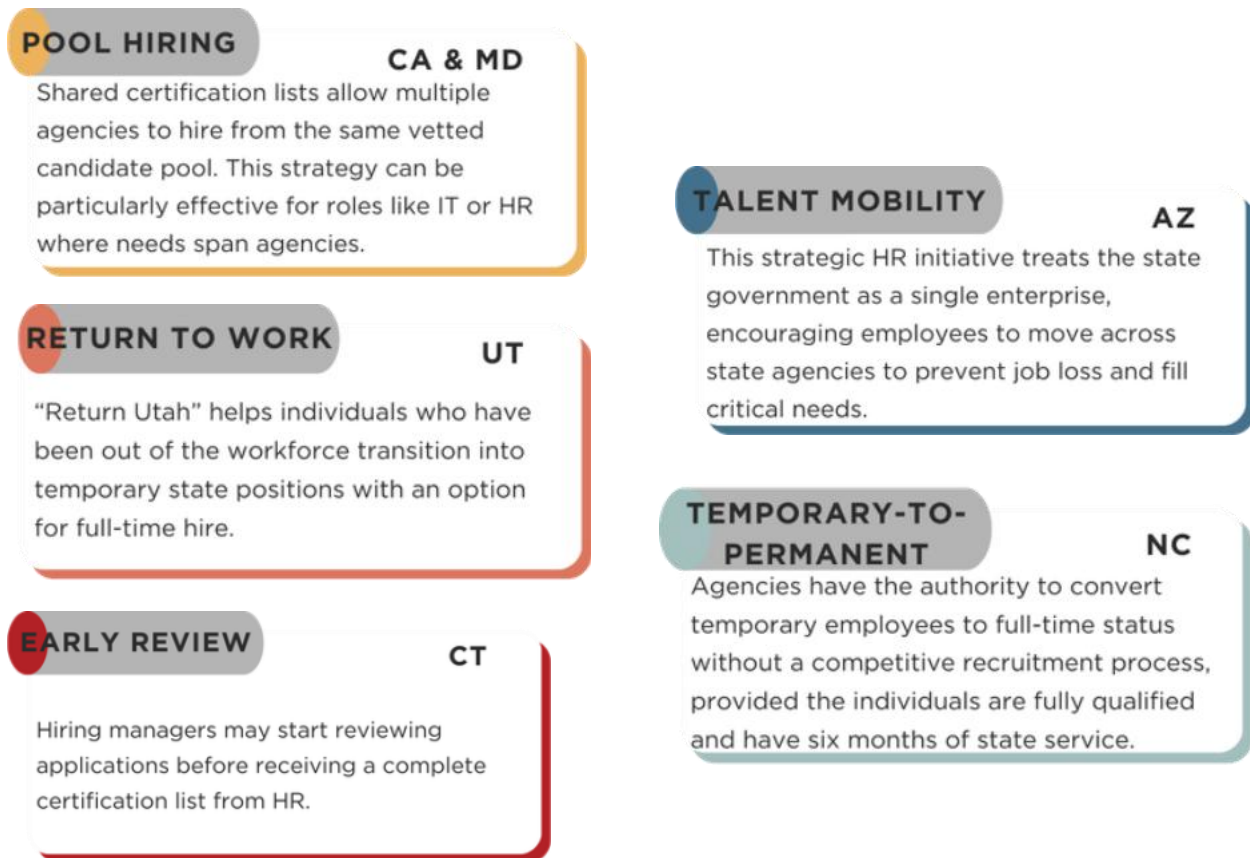 POOL HIRING
CA & MD
Shared certification lists allow multiple
agencies to hire from the same vetted
candidate pool. This strategy can be
particularly effective for roles like IT or HR
where needs span agencies.
RETURN TO WORK
UT
“Return Utah” helps individuals who have
been out of the workforce transition into
temporary state positions with an option
for full-time hire.
EARLY REVIEW
CT
Hiring managers may start reviewing
applications before receiving a complete
certification list from HR.
TALENT MOBILITY
AZ
This strategic HR initiative treats the state
government as a single enterprise,
encouraging employees to move across
state agencies to prevent job loss and fill
critical needs.
TEMPORARY-TO-
PERMANENT
NC
Agencies have the authority to convert
temporary employees to full-time status
without a competitive recruitment process,
provided the individuals are fully qualified
and have six months of state service.